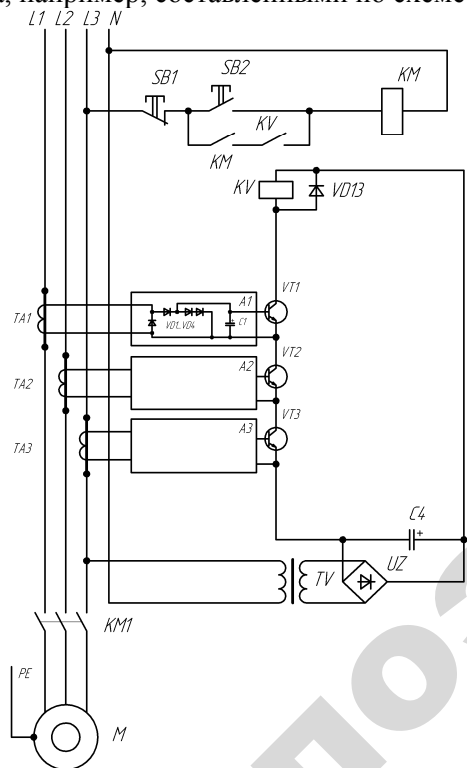 а, например, составленными по схеме
L1 L2 L3 N
SB1
SB2
KM
KV
KM
KV
VD13
A1
VT1
TA1
VD1...VD4
C1
A2
VT2
TA2
A3
VT3
TA3
C4
+
UZ
TV
KM1
PE
M